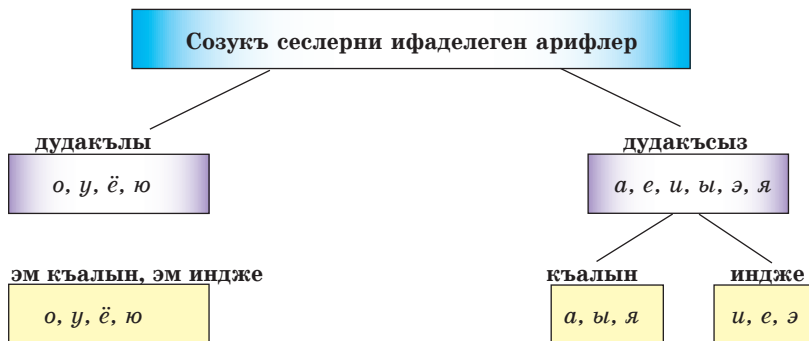 Созукъ сеслерни ифаделеген арифлер
дудакълы
о, у, ё, ю
дудакъсыз
а, е, и, ы, э, я
эм къалын, эм индже
о, у, ё, ю
къалын
а, ы, я
индже
и, е, э